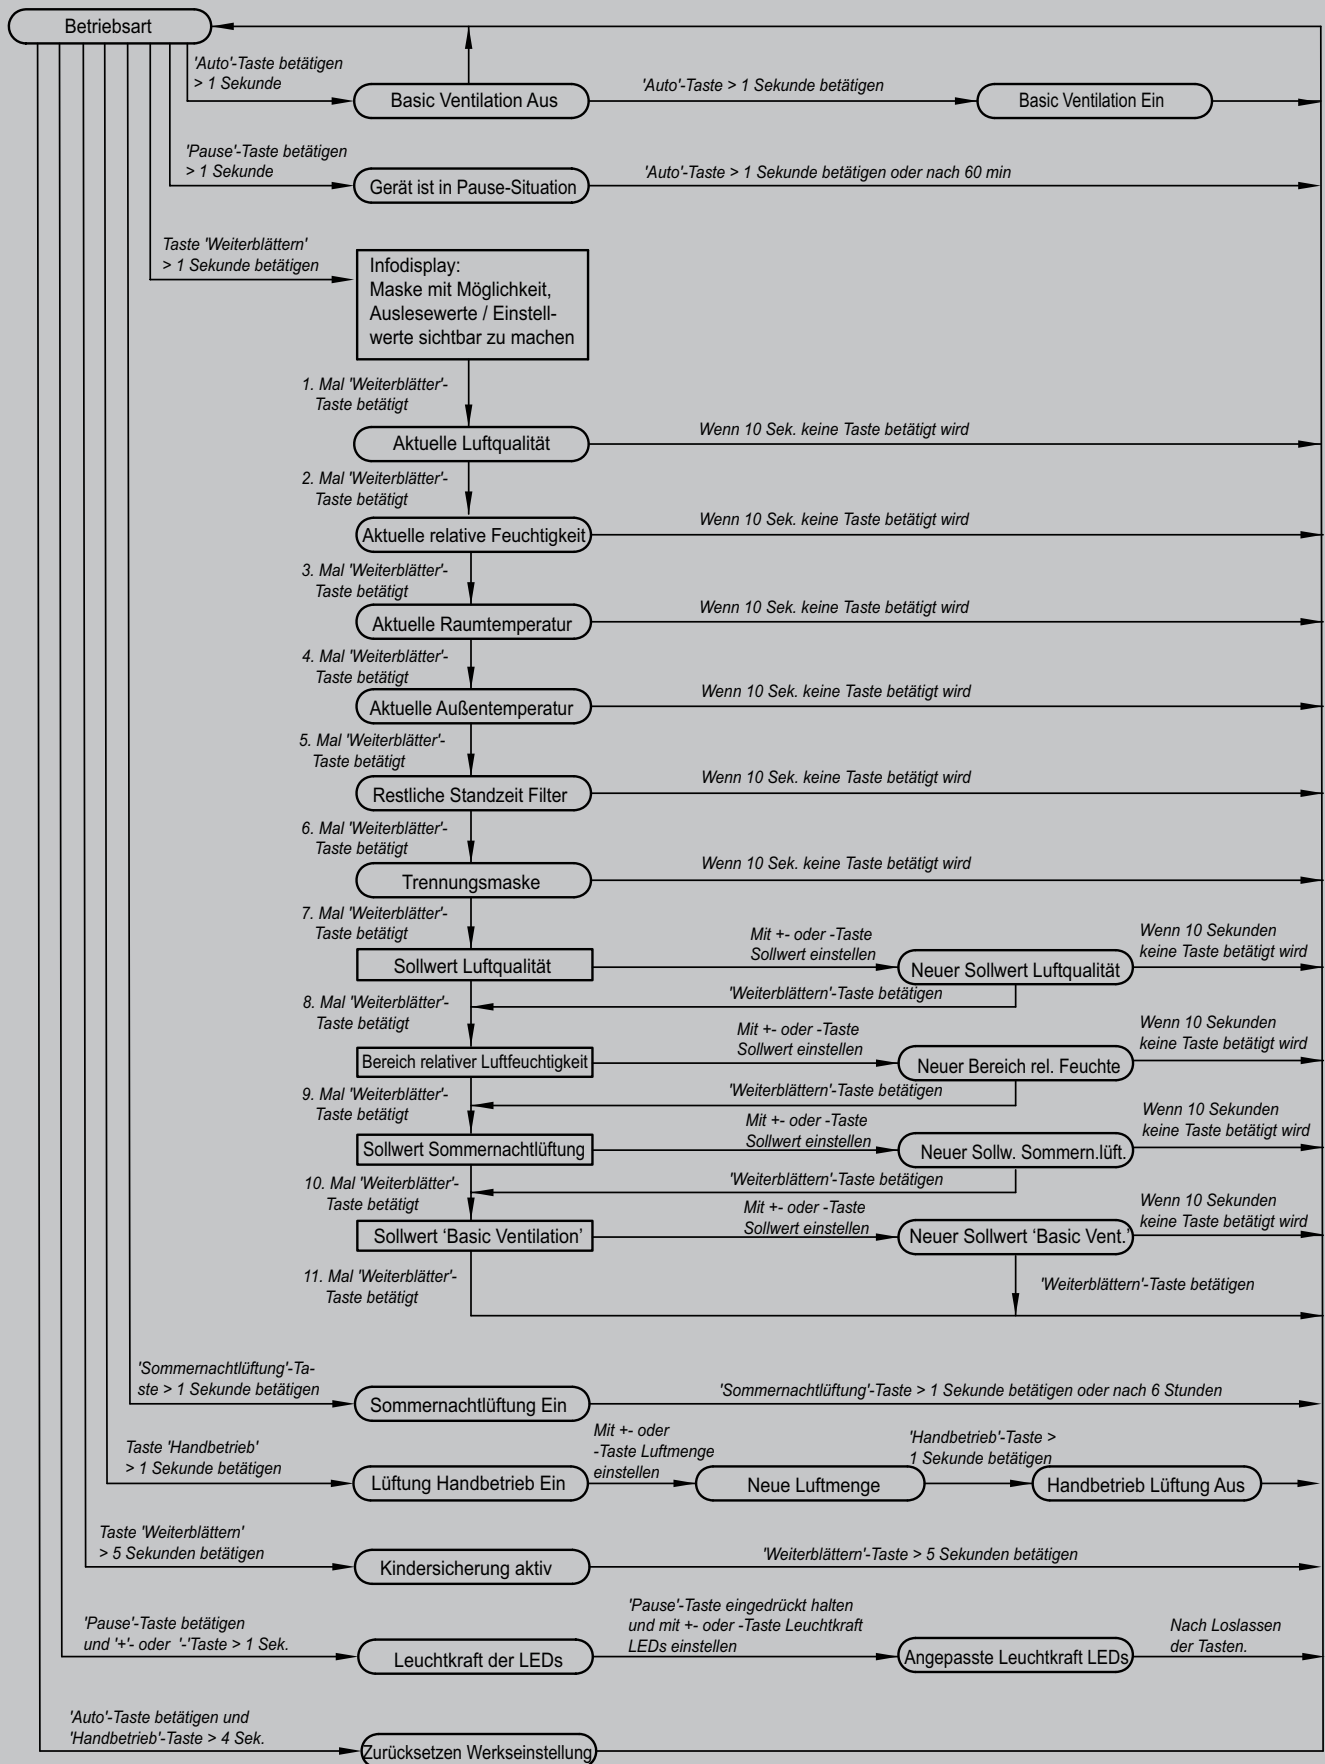 Betriebsart
'Auto'-Taste betätigen
> 1 Sekunde
Basic Ventilation Aus
'Auto'-Taste > 1 Sekunde betätigen
Basic Ventilation Ein
'Pause'-Taste betätigen
> 1 Sekunde
Gerät ist in Pause-Situation
'Auto'-Taste > 1 Sekunde betätigen oder nach 60 min
Taste 'Weiterblättern'
> 1 Sekunde betätigen
Infodisplay:
Maske mit Möglichkeit,
Auslesewerte / Einstell-
werte sichtbar zu machen
1. Mal 'Weiterblätter'-
Taste betätigt
Aktuelle Luftqualität
Wenn 10 Sek. keine Taste betätigt wird
2. Mal 'Weiterblätter'-
Taste betätigt
Aktuelle relative Feuchtigkeit
Wenn 10 Sek. keine Taste betätigt wird
3. Mal 'Weiterblätter'-
Taste betätigt
Aktuelle Raumtemperatur
Wenn 10 Sek. keine Taste betätigt wird
4. Mal 'Weiterblätter'-
Taste betätigt
Aktuelle Außentemperatur
Wenn 10 Sek. keine Taste betätigt wird
5. Mal 'Weiterblätter'-
Taste betätigt
Restliche Standzeit Filter
Wenn 10 Sek. keine Taste betätigt wird
6. Mal 'Weiterblätter'-
Taste betätigt
Trennungsmaske
Wenn 10 Sek. keine Taste betätigt wird
7. Mal 'Weiterblätter'-
Taste betätigt
Sollwert Luftqualität
Mit +- oder -Taste
Sollwert einstellen
Neuer Sollwert Luftqualität
Wenn 10 Sekunden
keine Taste betätigt wird
'Weiterblättern'-Taste betätigen
8. Mal 'Weiterblätter'-
Taste betätigt
Bereich relativer Luftfeuchtigkeit
Mit +- oder -Taste
Sollwert einstellen
Neuer Bereich rel. Feuchte
Wenn 10 Sekunden
keine Taste betätigt wird
'Weiterblättern'-Taste betätigen
9. Mal 'Weiterblätter'-
Taste betätigt
Sollwert Sommernachtlüftung
Mit +- oder -Taste
Sollwert einstellen
Neuer Sollw. Sommern.lüft.
Wenn 10 Sekunden
keine Taste betätigt wird
'Weiterblättern'-Taste betätigen
10. Mal 'Weiterblätter'-
Taste betätigt
Sollwert ‘Basic Ventilation’
Mit +- oder -Taste
Sollwert einstellen
Neuer Sollwert ‘Basic Vent.’
Wenn 10 Sekunden
keine Taste betätigt wird
11. Mal 'Weiterblätter'-
Taste betätigt
'Weiterblättern'-Taste betätigen
'Sommernachtlüftung'-Ta-
ste > 1 Sekunde betätigen
Sommernachtlüftung Ein
'Sommernachtlüftung'-Taste > 1 Sekunde betätigen oder nach 6 Stunden
Taste 'Handbetrieb'
> 1 Sekunde betätigen
Lüftung Handbetrieb Ein
Mit +- oder
-Taste Luftmenge
einstellen
Neue Luftmenge
'Handbetrieb'-Taste >
1 Sekunde betätigen
Handbetrieb Lüftung Aus
Taste 'Weiterblättern'
> 5 Sekunden betätigen
Kindersicherung aktiv
'Weiterblättern'-Taste > 5 Sekunden betätigen
'Pause'-Taste betätigen
und '+'- oder '-'Taste > 1 Sek.
Leuchtkraft der LEDs
'Pause'-Taste eingedrückt halten
und mit +- oder -Taste Leuchtkraft
LEDs einstellen
Angepasste Leuchtkraft LEDs
Nach Loslassen
der Tasten.
'Auto'-Taste betätigen und
'Handbetrieb'-Taste > 4 Sek.
Zurücksetzen Werkseinstellung